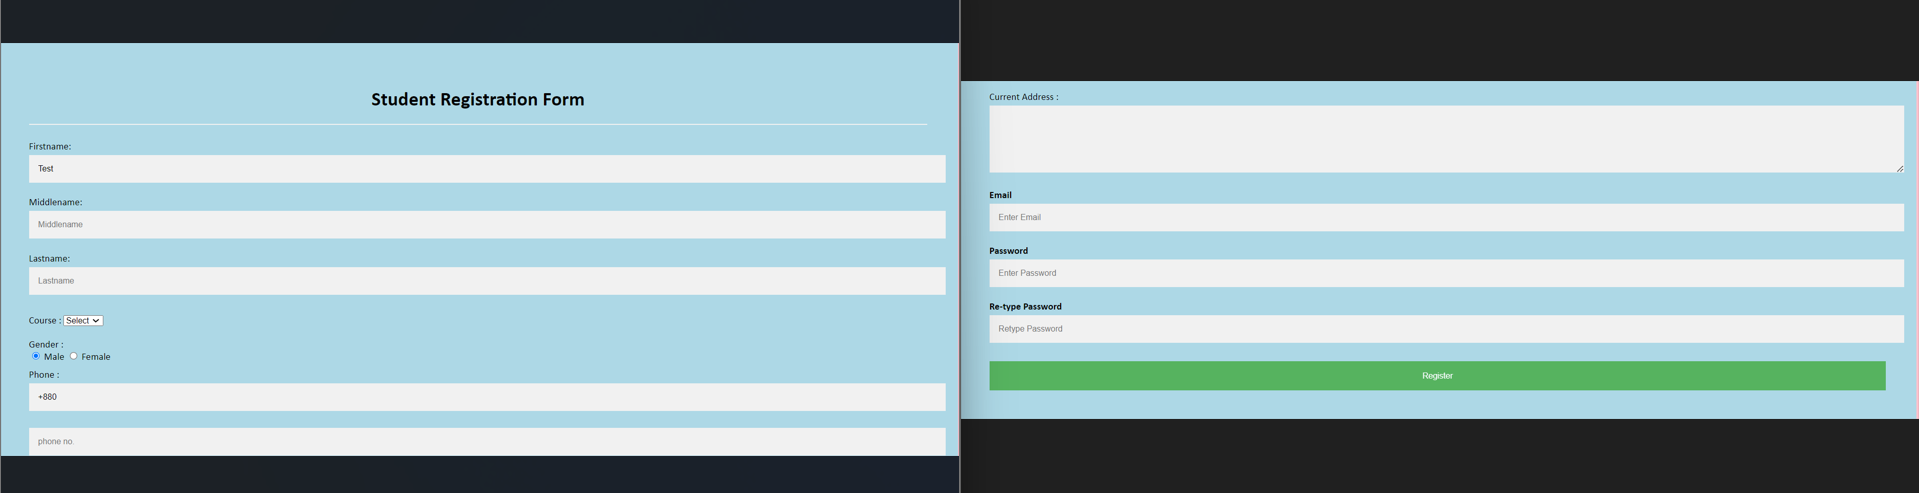 Student Registration Form
Firstname:
Test
Middlename:
Middlename
Lastname:
Lastname
Course : Select
Gender :
Male Female
Phone :
+880
phone no.
Current Address :
Email
Enter Email
Password
Enter Password
Re-type Password
Retype Password
Register